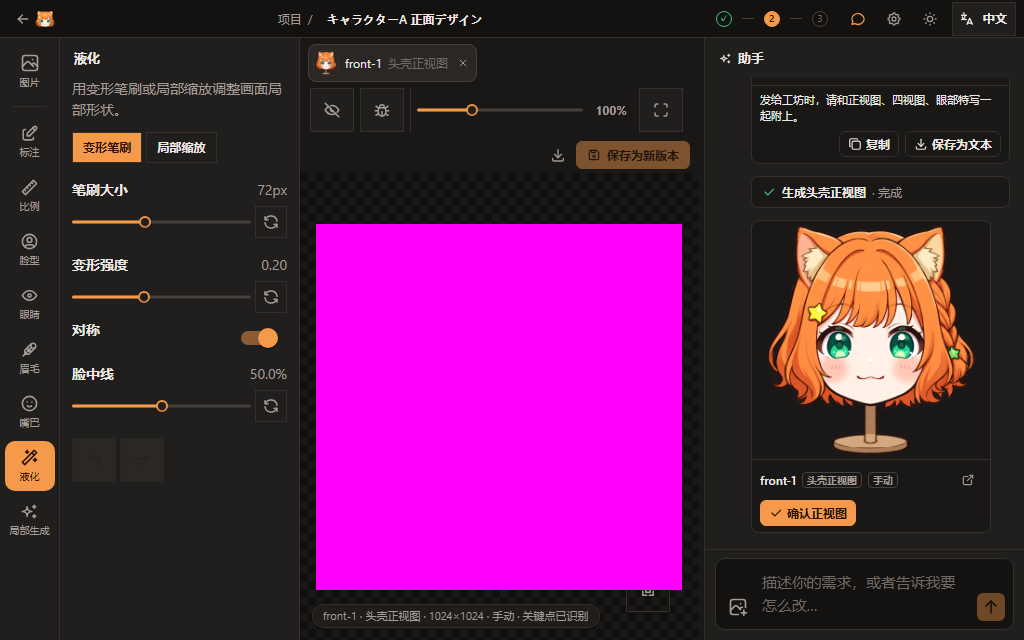 项目 / キャラクターA 正面デザイン
2
3
中文
图片
标注
比例
脸型
眼睛
眉毛
嘴巴
液化
局部生成
液化
用变形笔刷或局部缩放调整画面局
部形状。
变形笔刷
局部缩放
笔刷大小 72px
变形强度 0.20
对称
脸中线 50.0%
front-1 头壳正视图 ×
100%
保存为新版本
front-1 · 头壳正视图 · 1024×1024 · 手动 · 关键点已识别
助手
发给工坊时，请和正视图、四视图、眼部特写一
起附上。
复制
保存为文本
生成头壳正视图 · 完成
front-1 头壳正视图 手动
确认正视图
描述你的需求，或者告诉我要
怎么改...